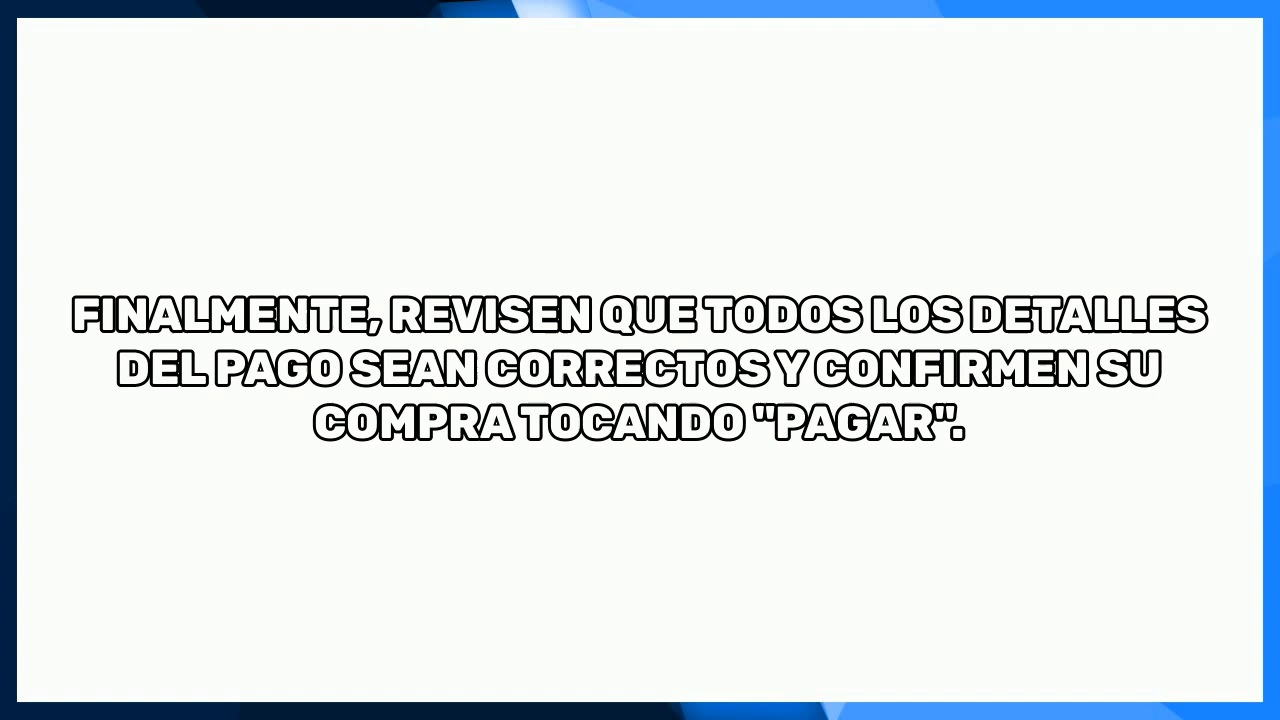 FINALMENTE, REVISEN QUE TODOS LOS DETALLES
DEL PAGO SEAN CORRECTOS Y CONFIRMEN SU
COMPRA TOCANDO "PAGAR".